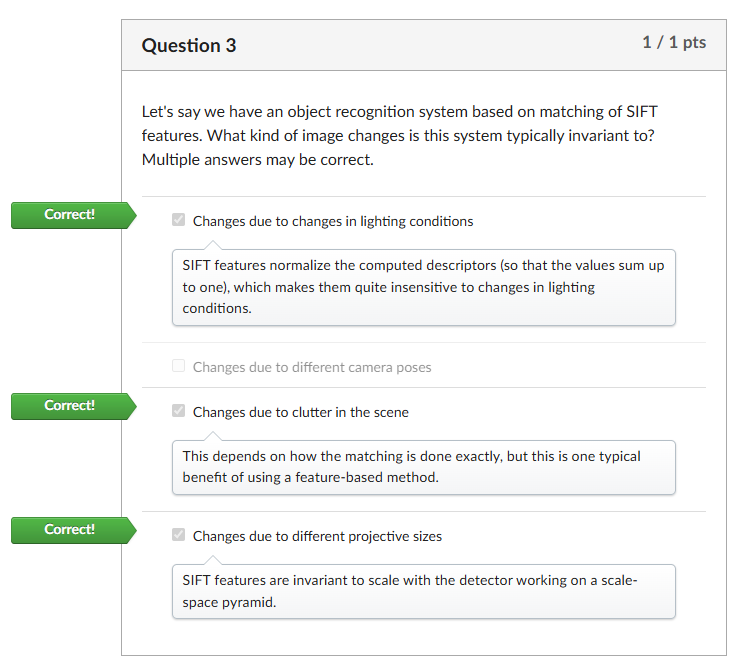 Question 3
1 / 1 pts
Let's say we have an object recognition system based on matching of SIFT
features. What kind of image changes is this system typically invariant to?
Multiple answers may be correct.
Correct!
Changes due to changes in lighting conditions
SIFT features normalize the computed descriptors (so that the values sum up
to one), which makes them quite insensitive to changes in lighting
conditions.
Changes due to different camera poses
Correct!
Changes due to clutter in the scene
This depends on how the matching is done exactly, but this is one typical
benefit of using a feature-based method.
Correct!
Changes due to different projective sizes
SIFT features are invariant to scale with the detector working on a scale-
space pyramid.